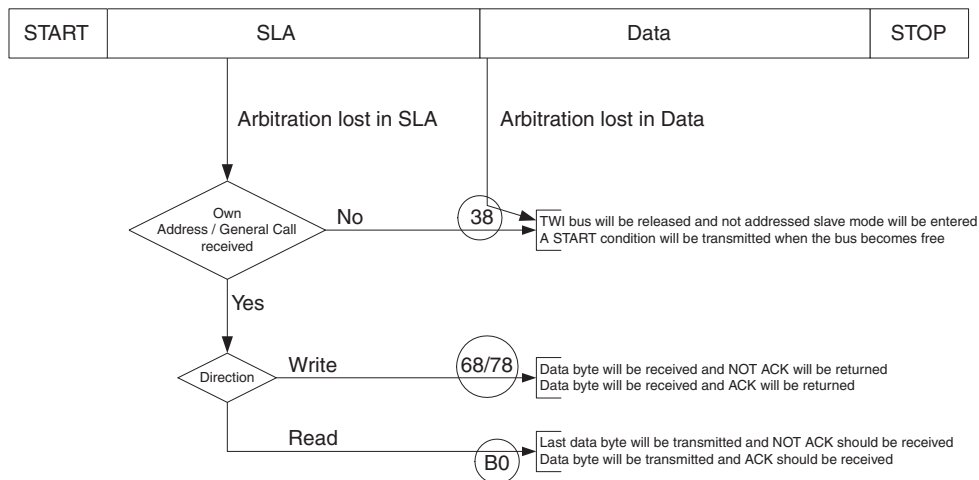 START SLA Data STOP
Arbitration lost in SLA Arbitration lost in Data
Own
Address / General Call
received
No
38
TWI bus will be released and not addressed slave mode will be entered
A START condition will be transmitted when the bus becomes free
Yes
Direction
Write
68/78
Data byte will be received and NOT ACK will be returned
Data byte will be received and ACK will be returned
Read
B0
Last data byte will be transmitted and NOT ACK should be received
Data byte will be transmitted and ACK should be received